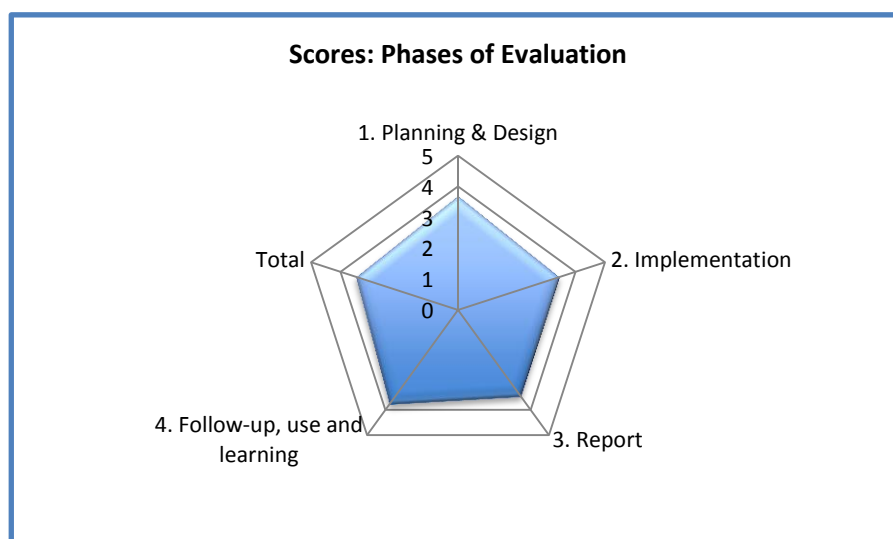 Scores: Phases of Evaluation
1. Planning & Design
5
4
3
2
1
0
Total
2. Implementation
4. Follow-up, use and
learning
3. Report